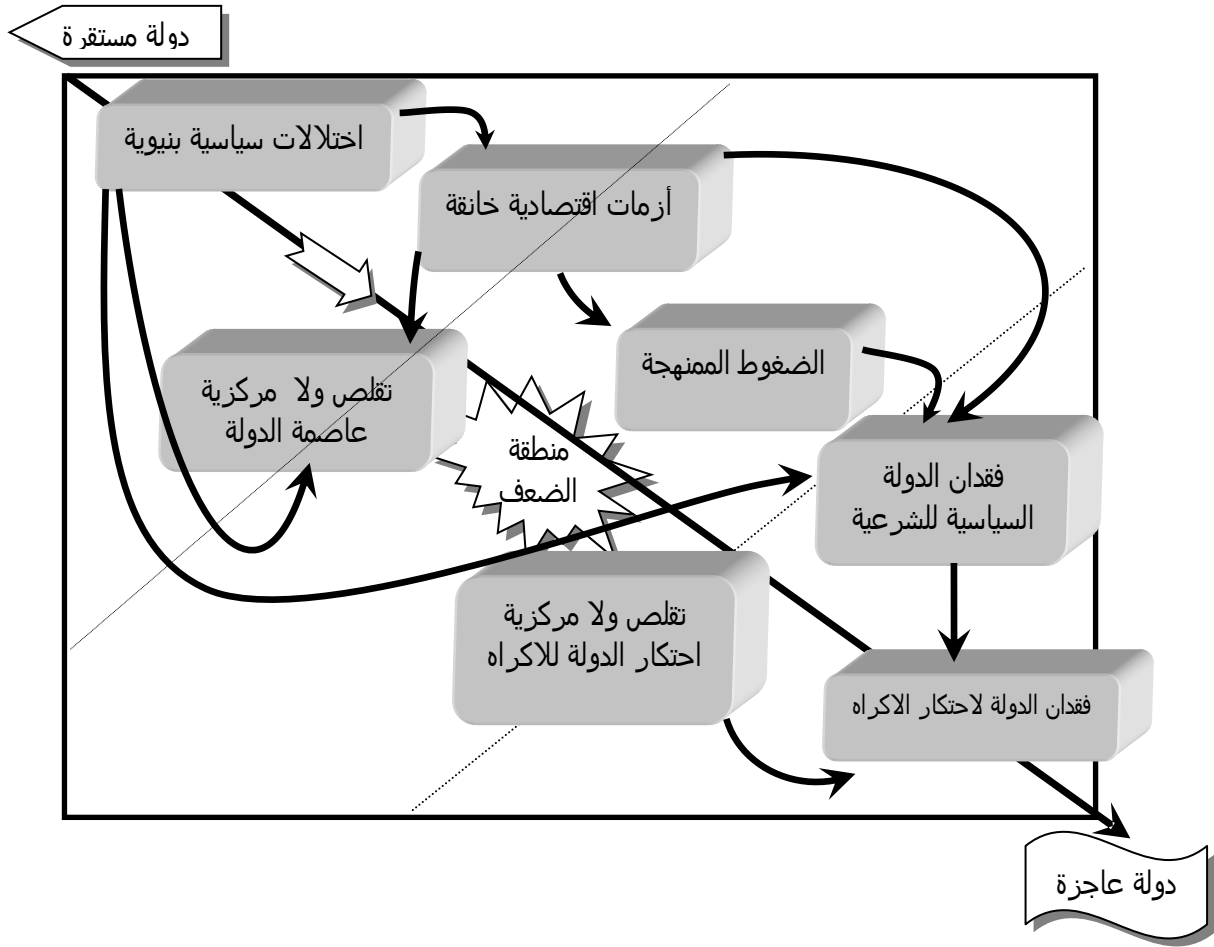 دولة مستقرة
اختلالات سياسية بنيوية
أزمات اقتصادية خانقة
الضغوط الممنهجة
تقلص ولا مركزية
عاصمة الدولة
منطقة
الضعف
فقدان الدولة
السياسية للشرعية
تقلص ولا مركزية
احتكار الدولة للاكراه
فقدان الدولة لاحتكار الاكراه
دولة عاجزة